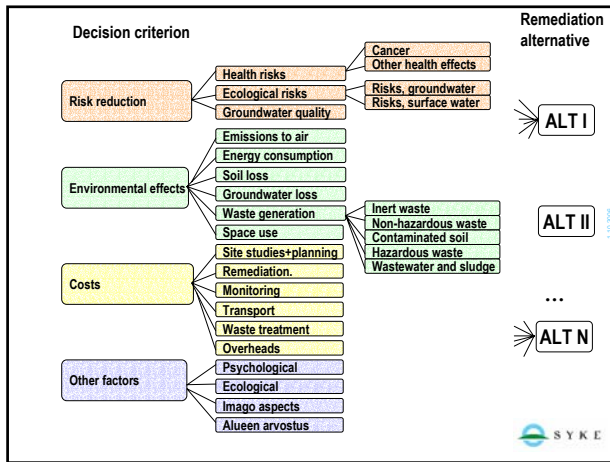 Decision criterion
Remediation
alternative
Risk reduction
Health risks
Cancer
Other health effects
Ecological risks
Risks, groundwater
Risks, surface water
Groundwater quality
Environmental effects
Emissions to air
Energy consumption
Soil loss
Groundwater loss
Waste generation
Inert waste
Non-hazardous waste
Contaminated soil
Hazardous waste
Wastewater and sludge
Space use
Costs
Site studies+planning
Remediation.
Monitoring
Transport
Waste treatment
Overheads
Other factors
Psychological
Ecological
Imago aspects
Alueen arvostus
ALT I
ALT II
...
ALT N
SYKE